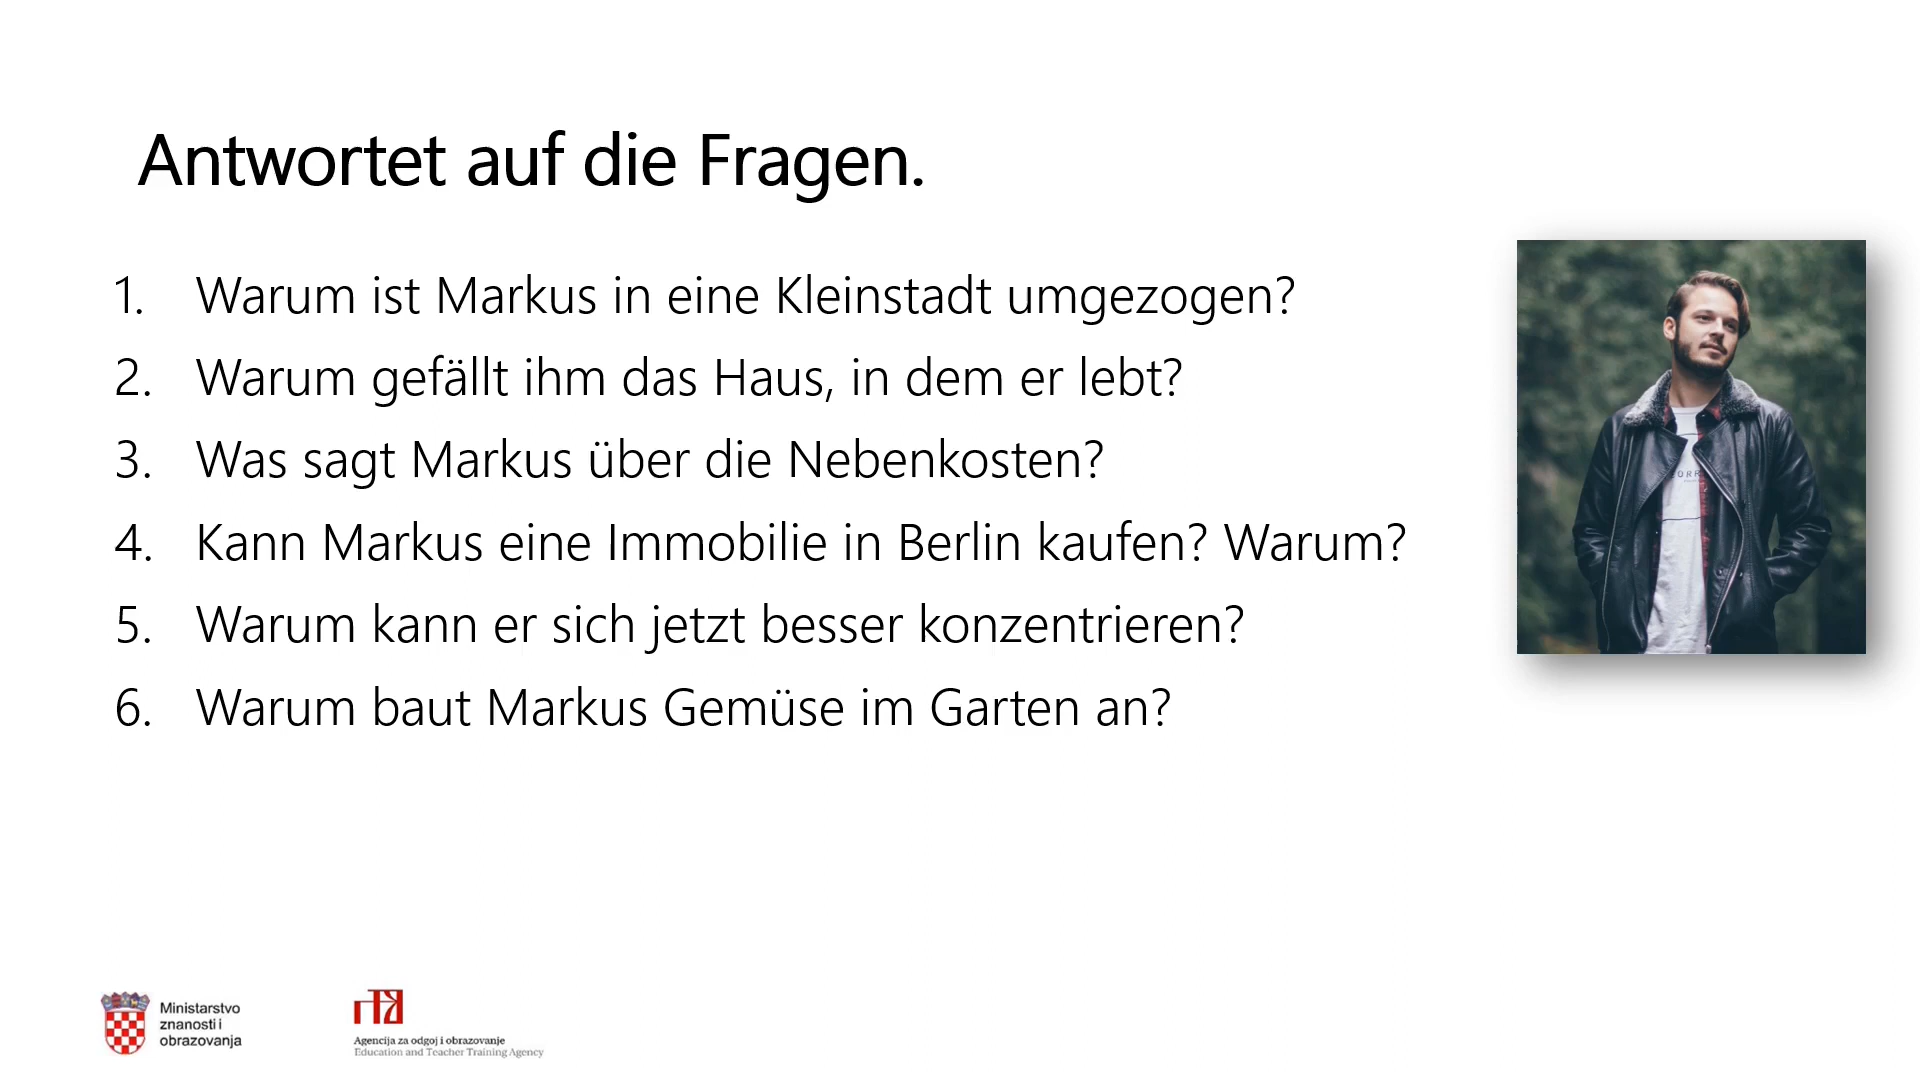 Antwortet auf die Fragen.
1. Warum ist Markus in eine Kleinstadt umgezogen?
2. Warum gefällt ihm das Haus, in dem er lebt?
3. Was sagt Markus über die Nebenkosten?
4. Kann Markus eine Immobilie in Berlin kaufen? Warum?
5. Warum kann er sich jetzt besser konzentrieren?
6. Warum baut Markus Gemüse im Garten an?
Ministarstvo
znanosti i
obrazovanja
Agencija za odgoj i obrazovanje
Education and Teacher Training Agency